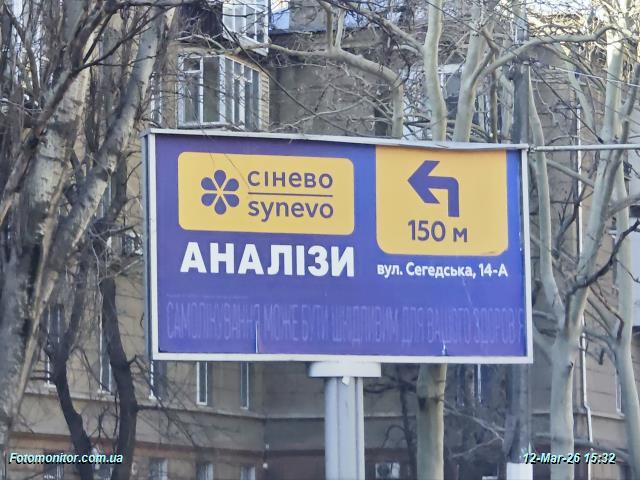 сінево
synevo
АНАЛІЗИ
150 м
вул. Сегедська, 14-А
САМОЛІКУВАННЯ МОЖЕ БУТИ ШКІДЛИВИМ ДЛЯ ВАШОГО ЗДОРОВ'Я
Fotomonitor.com.ua
12-Mar-26 15:32